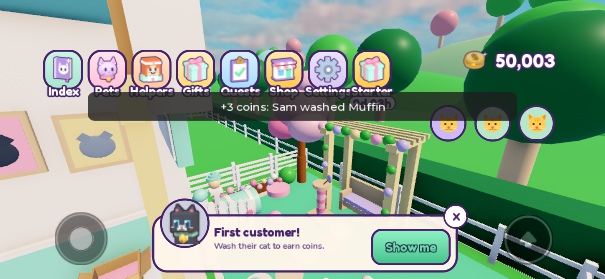 50,003
Index Pets Helpers Gifts Quests Shop Settings Starter
+3 coins: Sam washed Muffin
First customer!
Wash their cat to earn coins.
Show me
x